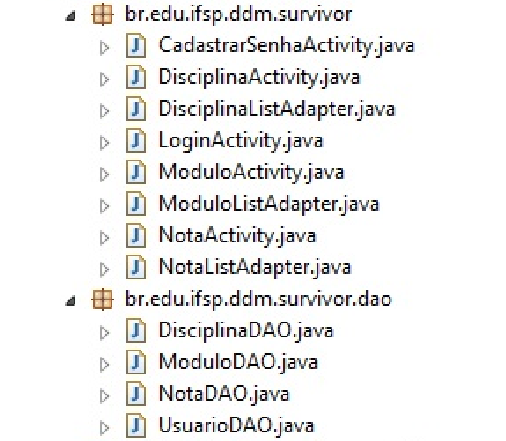 br.edu.ifsp.ddm.survivor
CadastrarSenhaActivity.java
DisciplinaActivity.java
DisciplinaListAdapter.java
LoginActivity.java
ModuloActivity.java
ModuloListAdapter.java
NotaActivity.java
NotaListAdapter.java
br.edu.ifsp.ddm.survivor.dao
DisciplinaDAO.java
ModuloDAO.java
NotaDAO.java
UsuarioDAO.java